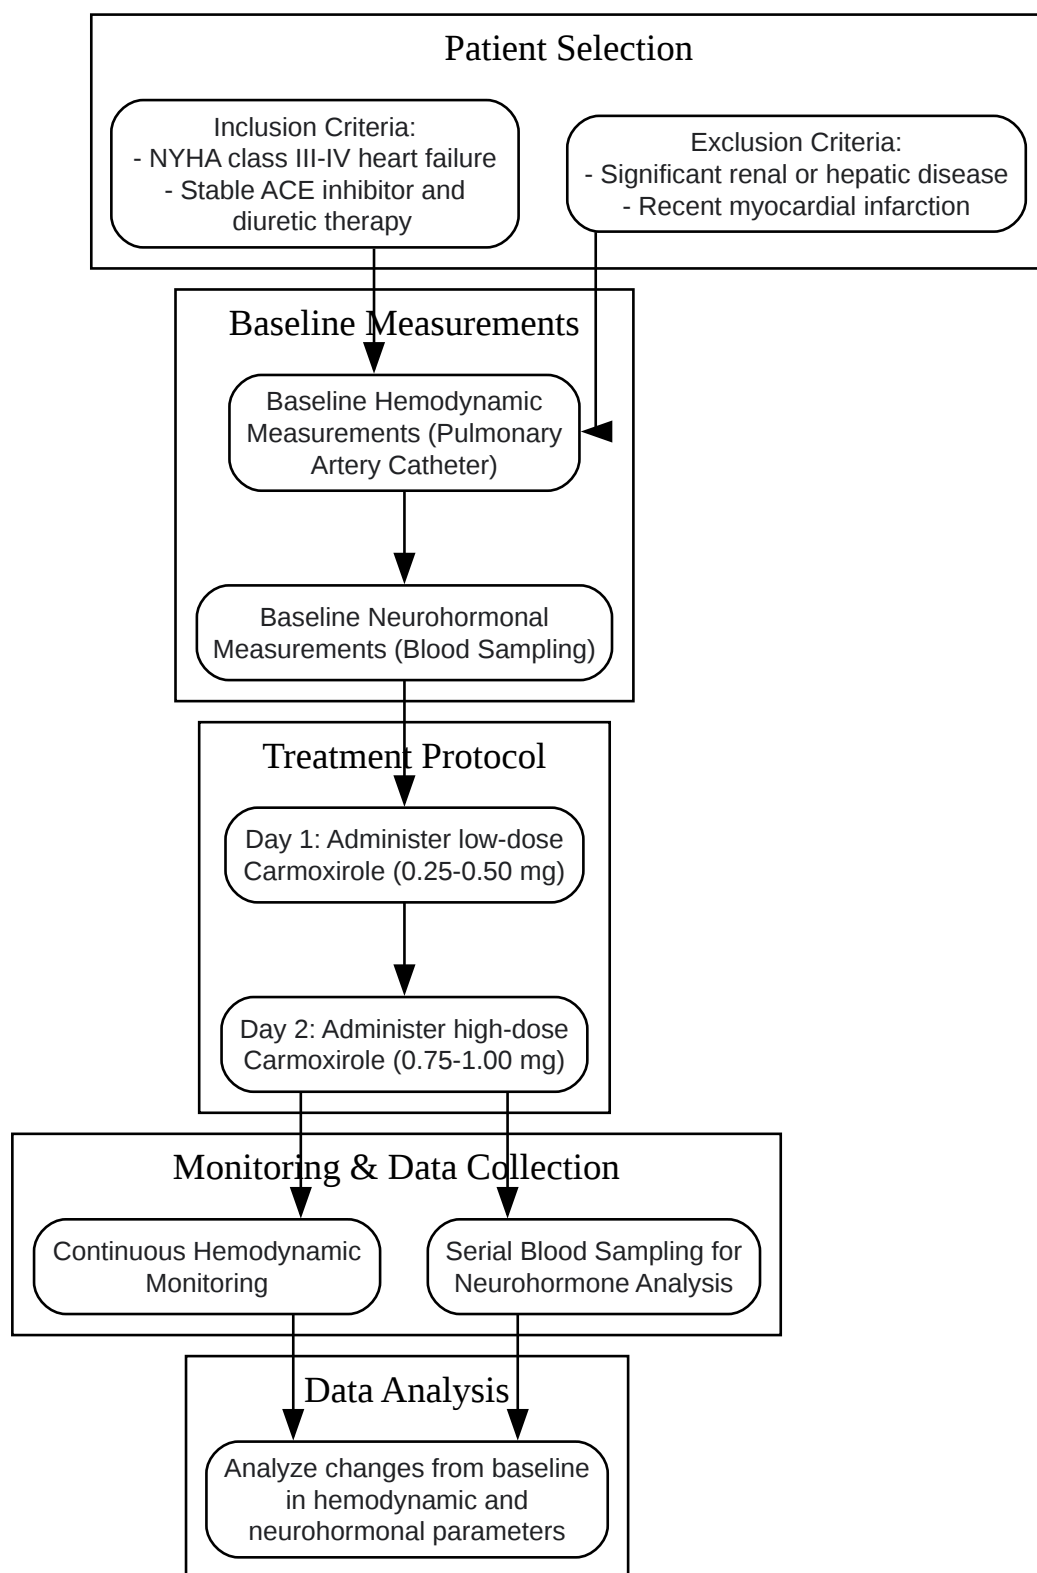 Patient Selection
Inclusion Criteria:
- NYHA class III-IV heart failure
- Stable ACE inhibitor and
diuretic therapy
Exclusion Criteria:
- Significant renal or hepatic disease
- Recent myocardial infarction
Baseline Measurements
Baseline Hemodynamic
Measurements (Pulmonary
Artery Catheter)
Baseline Neurohormonal
Measurements (Blood Sampling)
Treatment Protocol
Day 1: Administer low-dose
Carmoxirole (0.25-0.50 mg)
Day 2: Administer high-dose
Carmoxirole (0.75-1.00 mg)
Monitoring & Data Collection
Continuous Hemodynamic
Monitoring
Serial Blood Sampling for
Neurohormone Analysis
Data Analysis
Analyze changes from baseline
in hemodynamic and
neurohormonal parameters